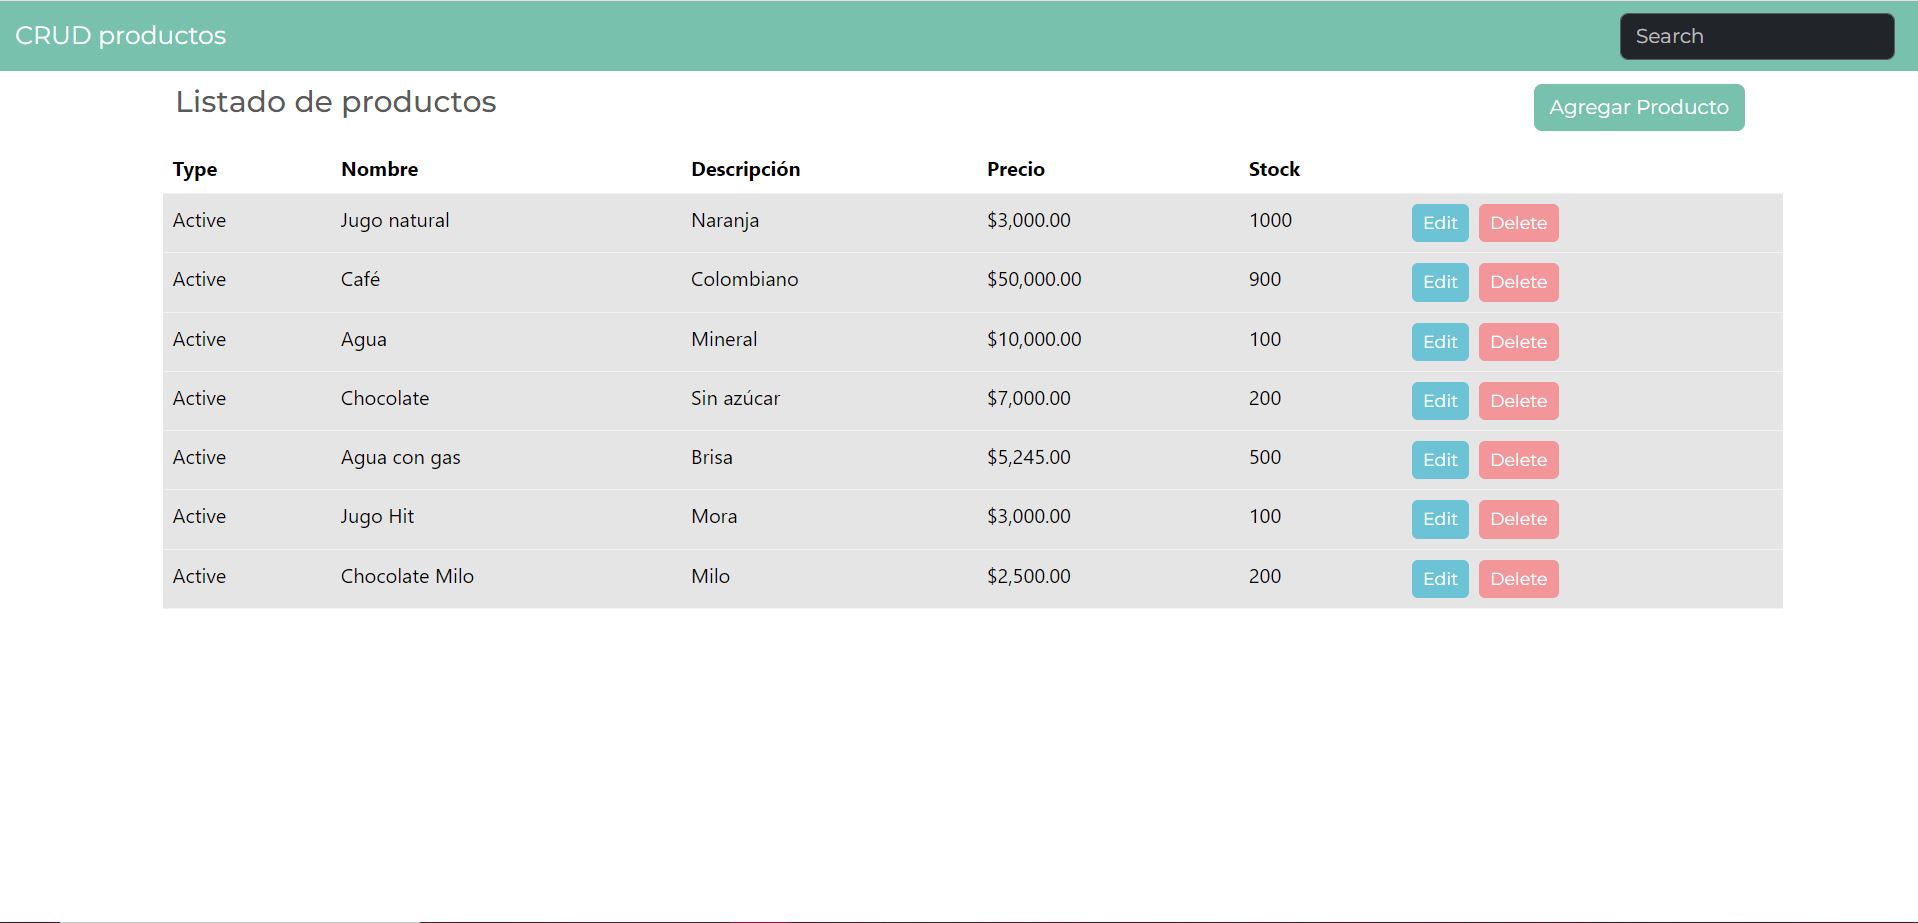 CRUD productos Search
Listado de productos Agregar Producto
Type Nombre Descripción Precio Stock
Active Jugo natural Naranja $3,000.00 1000 Edit Delete
Active Café Colombiano $50,000.00 900 Edit Delete
Active Agua Mineral $10,000.00 100 Edit Delete
Active Chocolate Sin azúcar $7,000.00 200 Edit Delete
Active Agua con gas Brisa $5,245.00 500 Edit Delete
Active Jugo Hit Mora $3,000.00 100 Edit Delete
Active Chocolate Milo Milo $2,500.00 200 Edit Delete